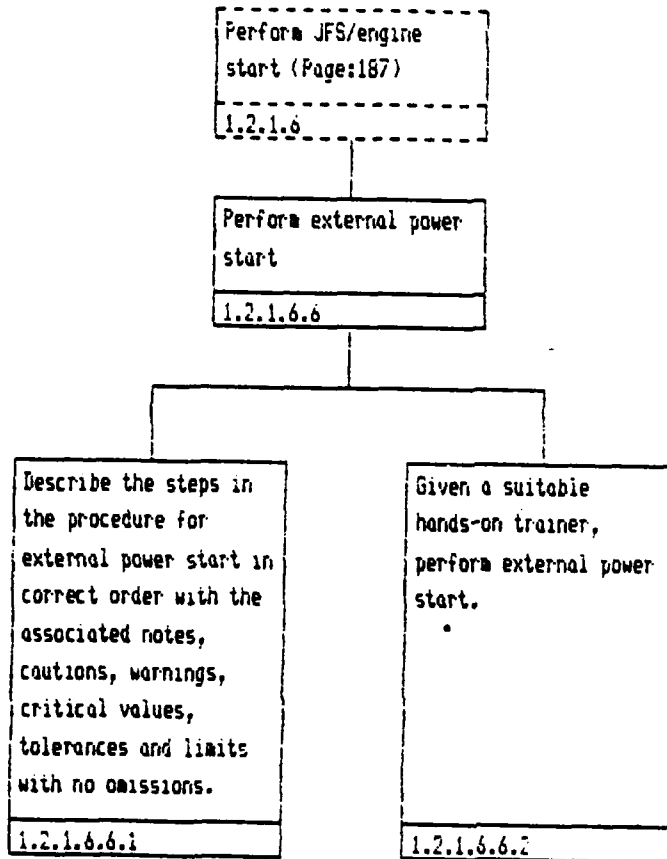 Perform JFS/engine
start (Page:187)
1.2.1.6
Perform external power
start
1.2.1.6.6
Describe the steps in
the procedure for
external power start in
correct order with the
associated notes,
cautions, warnings,
critical values,
tolerances and limits
with no omissions.
1.2.1.6.6.1
Given a suitable
hands-on trainer,
perform external power
start.
1.2.1.6.6.2